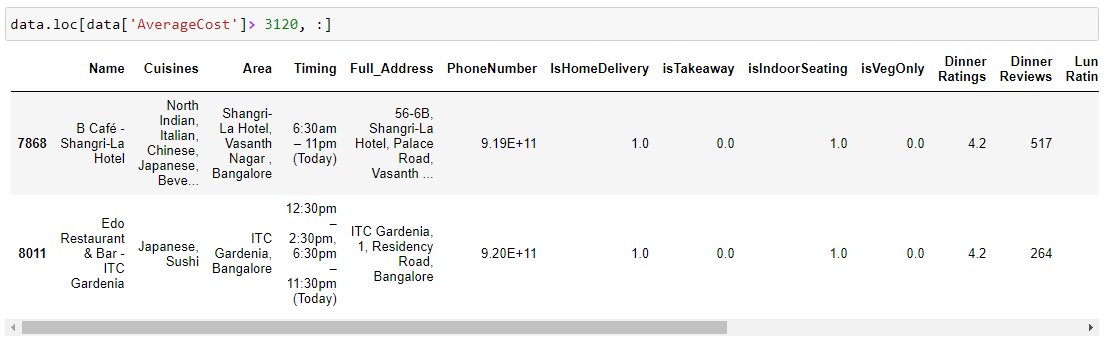 data.loc[data['AverageCost']> 3120, :]
Name Cuisines Area Timing Full_Address PhoneNumber IsHomeDelivery isTakeaway isIndoorSeating isVegOnly Dinner Ratings Dinner Reviews Lun Ratin
7868 B Café - Shangri-La Hotel North Indian, Italian, Chinese, Japanese, Beve... Shangri-La Hotel, Vasanth Nagar , Bangalore 6:30am – 11pm (Today) 56-6B, Shangri-La Hotel, Palace Road, Vasanth ... 9.19E+11 1.0 0.0 1.0 0.0 4.2 517
8011 Edo Restaurant & Bar - ITC Gardenia Japanese, Sushi ITC Gardenia, Bangalore 12:30pm – 2:30pm, 6:30pm – 11:30pm (Today) ITC Gardenia, 1, Residency Road, Bangalore 9.20E+11 1.0 0.0 1.0 0.0 4.2 264